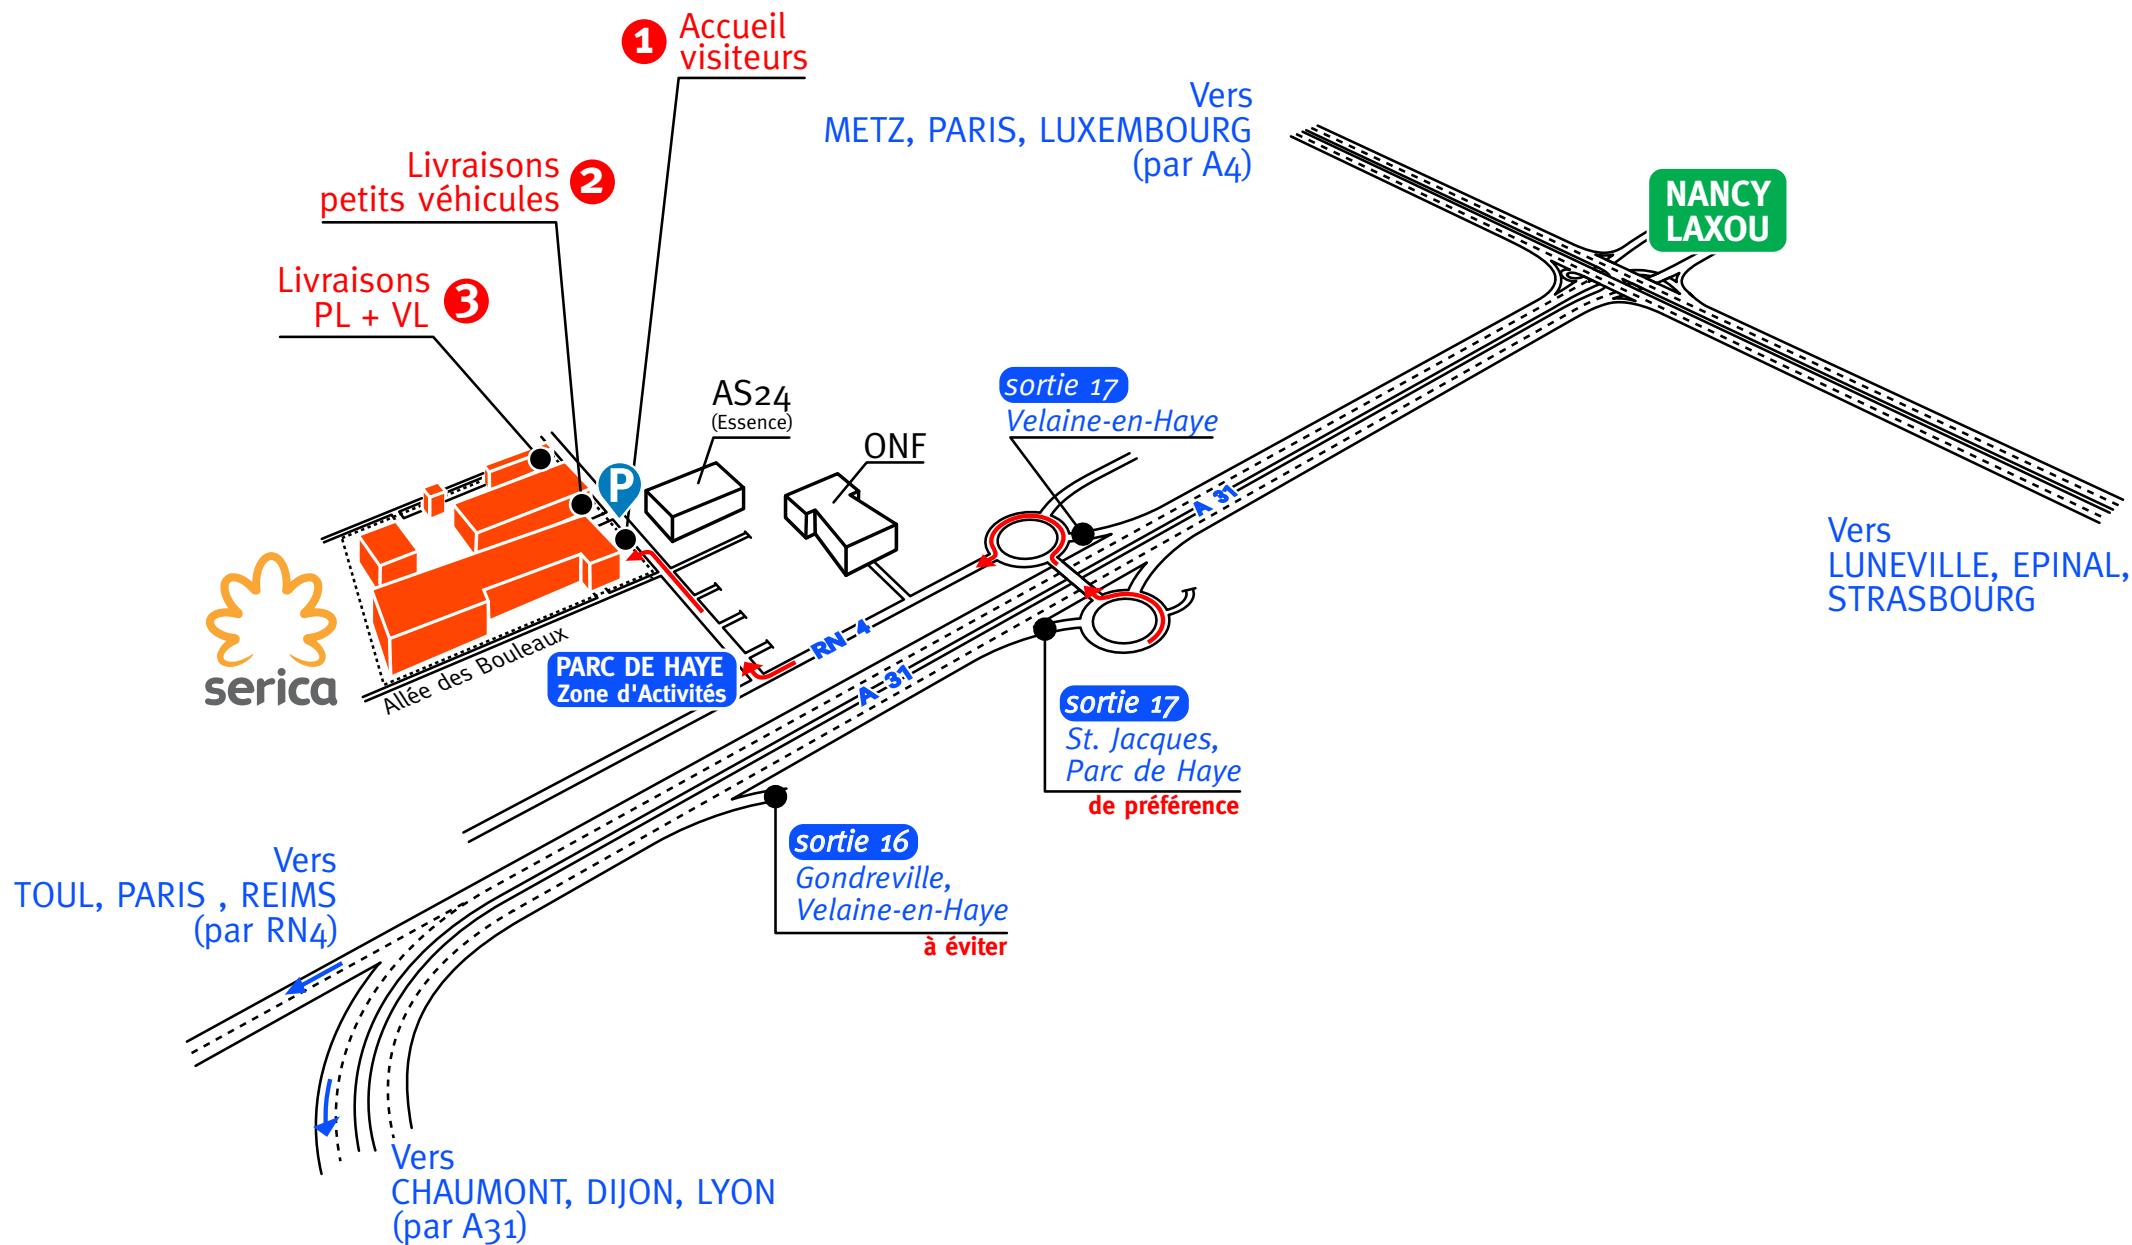 1
Accueil
visiteurs
Vers
METZ, PARIS, LUXEMBOURG
(par A4)
Livraisons
petits véhicules
2
NANCY
LAXOU
Livraisons
PL + VL
3
AS24
(Essence)
ONF
sortie 17
Velaine-en-Haye
P
A 31
Vers
LUNEVILLE, EPINAL,
STRASBOURG
serica
Allée des Bouleaux
PARC DE HAYE
Zone d'Activités
RN 4
A 31
sortie 17
St. Jacques,
Parc de Haye
de préférence
sortie 16
Gondreville,
Velaine-en-Haye
à éviter
Vers
TOUL, PARIS , REIMS
(par RN4)
Vers
CHAUMONT, DIJON, LYON
(par A31)